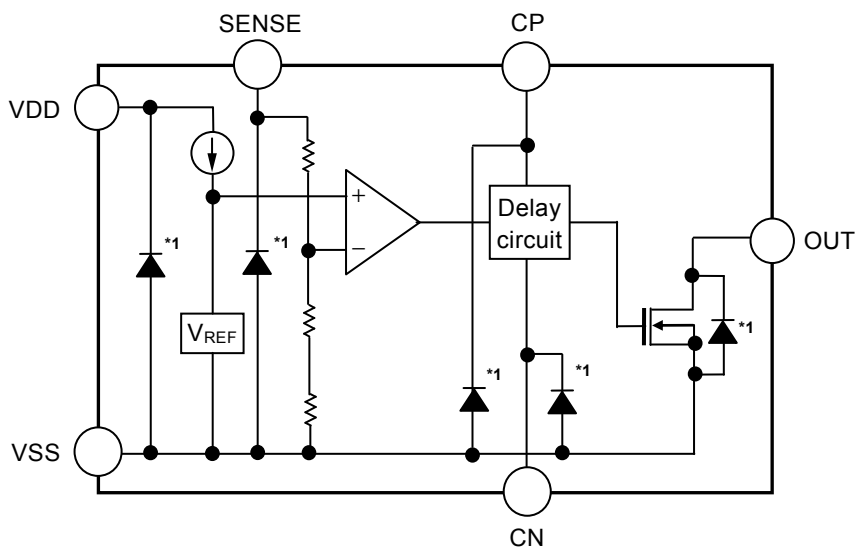 SENSE
CP
VDD
+
*1
*1
−
Delay
circuit
OUT
VREF
*1
*1
*1
VSS
CN